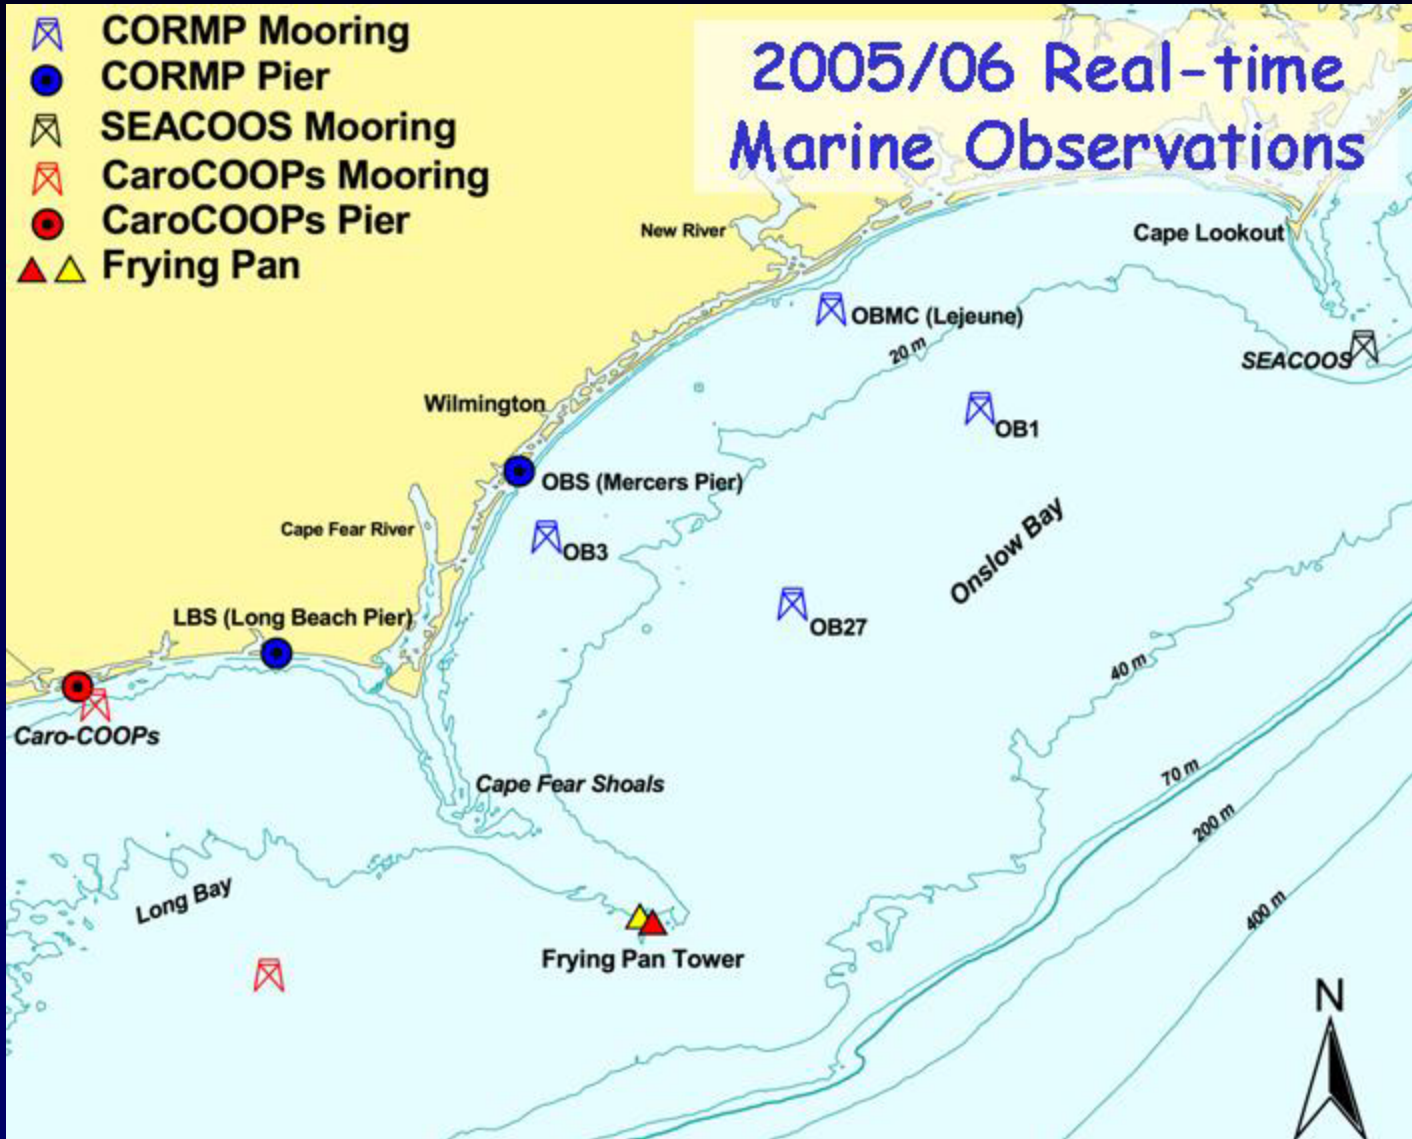 CORMP Mooring
CORMP Pier
SEACOOS Mooring
CaroCOOPs Mooring
CaroCOOPs Pier
Frying Pan
2005/06 Real-time
Marine Observations
New River
Cape Lookout
OBMC (Lejeune)
20 m
SEACOOS
Wilmington
OB1
OBS (Mercers Pier)
Cape Fear River
OB3
Onslow Bay
LBS (Long Beach Pier)
OB27
40 m
Caro-COOPs
70 m
Cape Fear Shoals
200 m
Long Bay
400 m
Frying Pan Tower
N